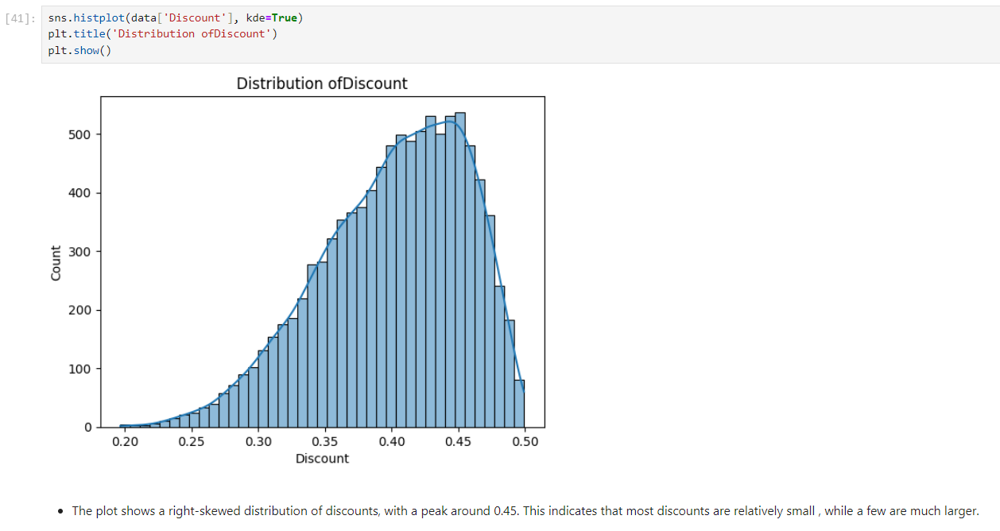 [41]: sns.histplot(data['Discount'], kde=True)
plt.title('Distribution ofDiscount')
plt.show()
Distribution ofDiscount
500
400
300
200
100
0
Count
0.20 0.25 0.30 0.35 0.40 0.45 0.50
Discount
• The plot shows a right-skewed distribution of discounts, with a peak around 0.45. This indicates that most discounts are relatively small , while a few are much larger.